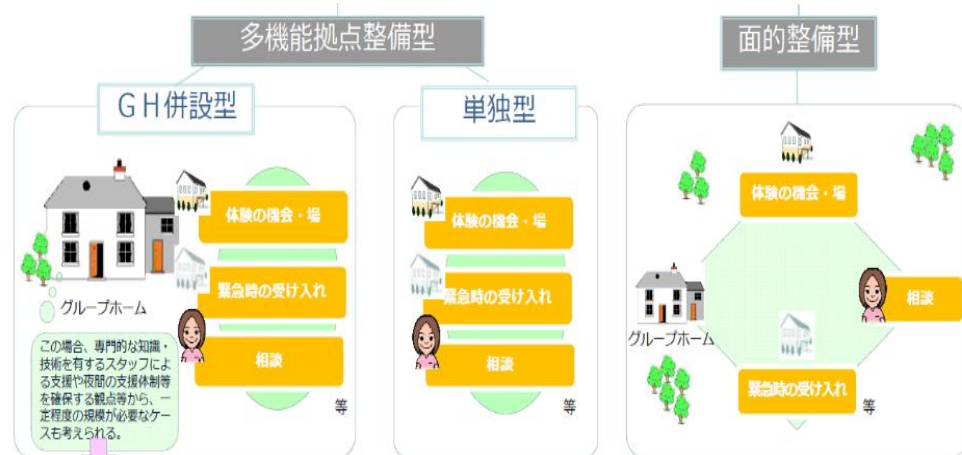 多機能拠点整備型
面的整備型
GH併設型
単独型
体験の機会・場
緊急時の受け入れ
相談
等
グループホーム
この場合、専門的な知識・
技術を有するスタッフによ
る支援や夜間の支援体制等
を確保する観点等から、一
定程度の規模が必要なケー
スも考えられる。
体験の機会・場
緊急時の受け入れ
相談
等
体験の機会・場
相談
グループホーム
緊急時の受け入れ
等